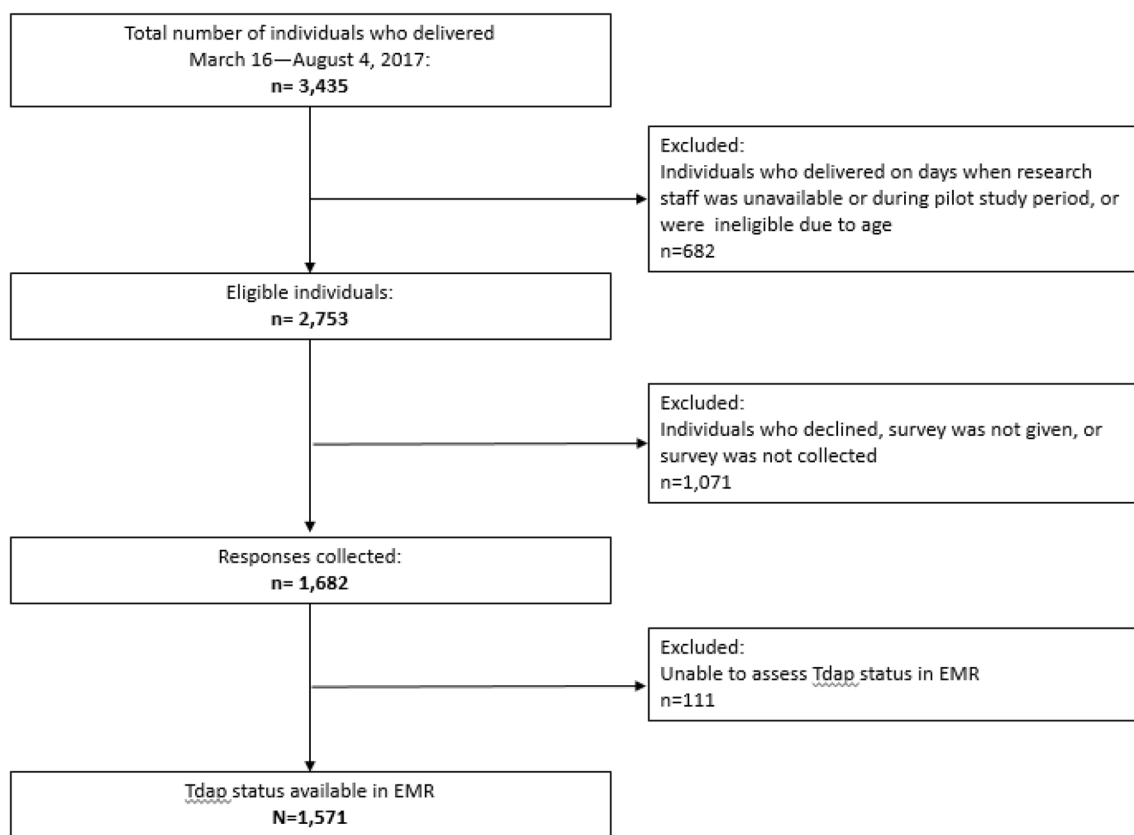 Total number of individuals who delivered
March 16—August 4, 2017:
n= 3,435
Excluded:
Individuals who delivered on days when research
staff was unavailable or during pilot study period, or
were  ineligible due to age
n=682
Eligible individuals:
n= 2,753
Excluded:
Individuals who declined, survey was not given, or
survey was not collected
n=1,071
Responses collected:
n= 1,682
Excluded:
Unable to assess Tdap status in EMR
n=111
Tdap status available in EMR
N=1,571